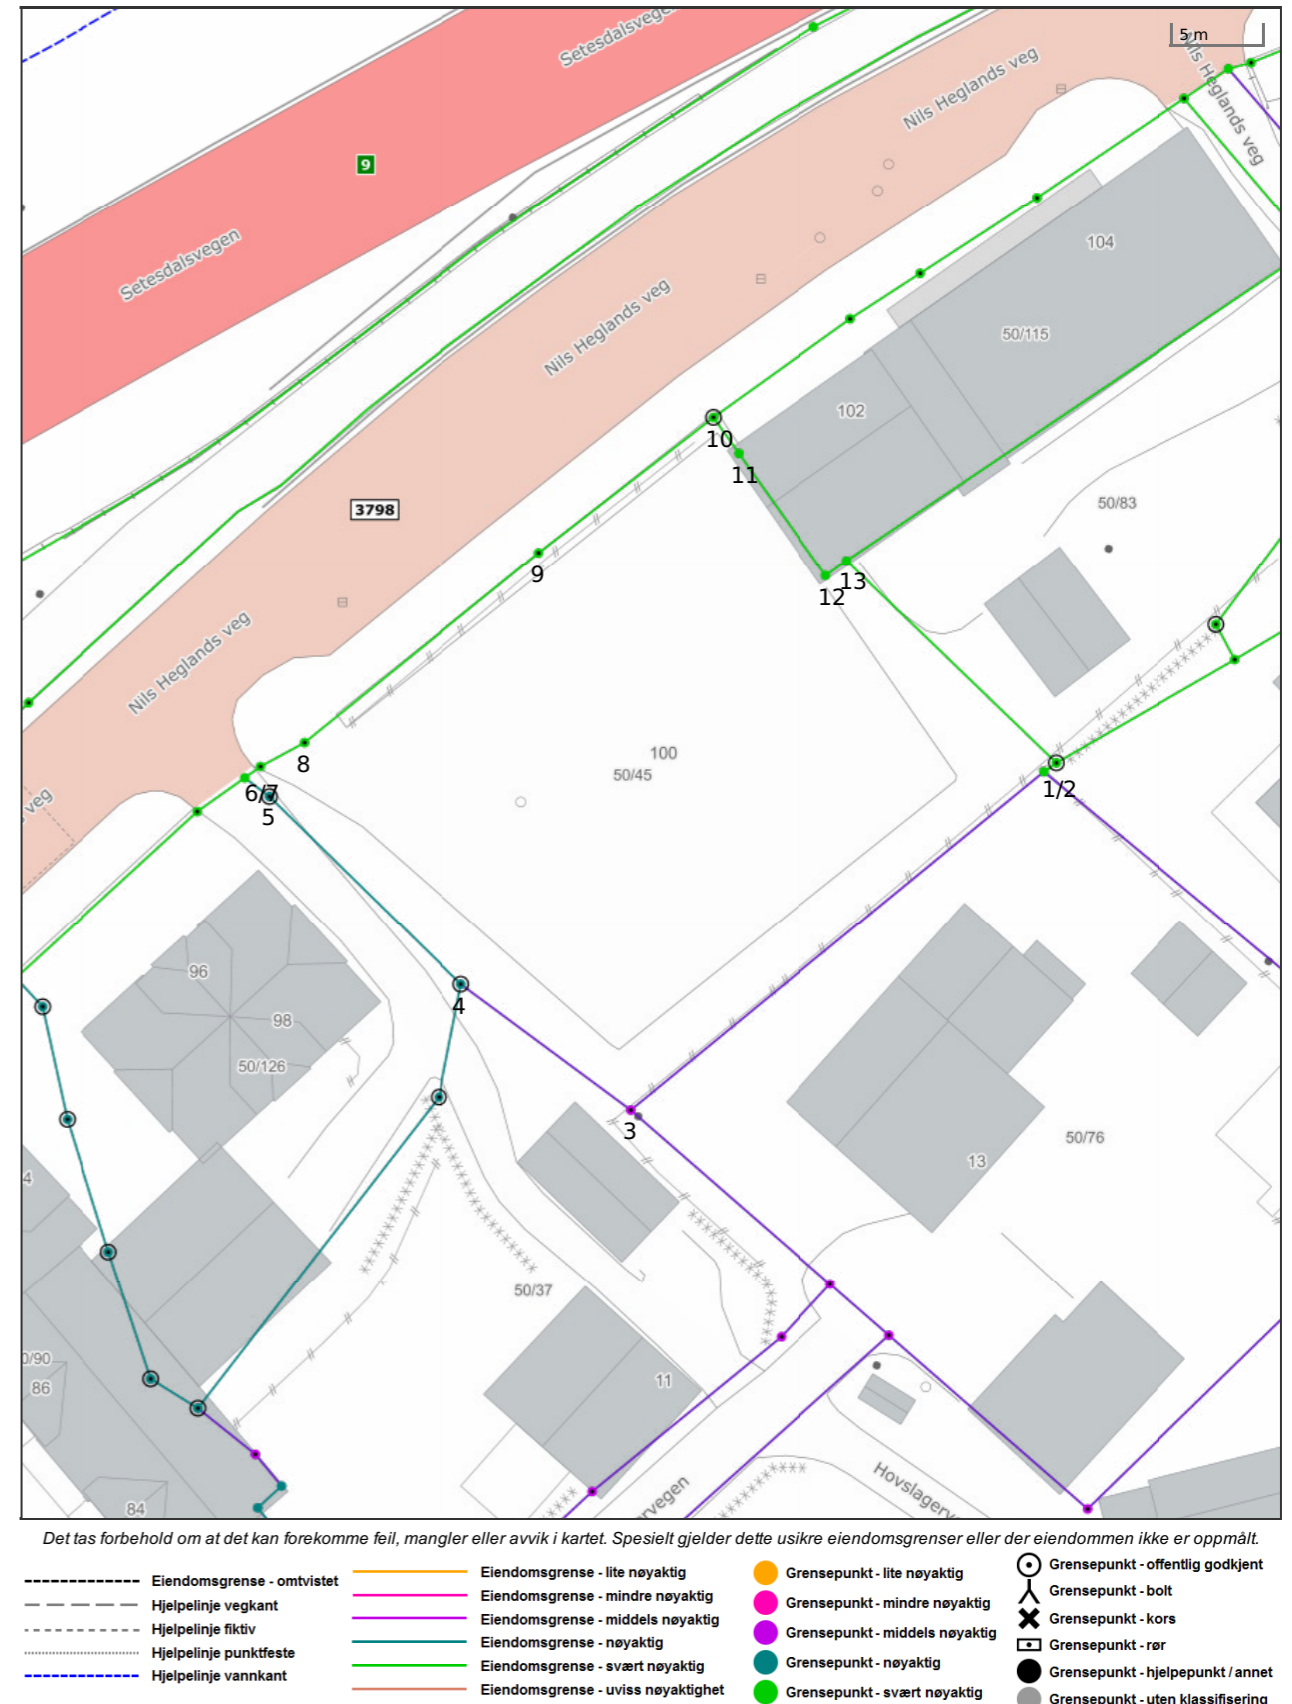 Setesdalsvegen
5 m
Nils Heglands veg
Nils Heglands veg
9
Setesdalsvegen
104
50/115
Nils Heglands veg
102
10
11
50/83
3798
9
12
13
Nils Heglands veg
8
100
50/45
1/2
6/7
5
veg
96
98
50/126
4
3
50/76
13
4
50/37
0/90
86
11
84
ervegen
Hovslagerv
Det tas forbehold om at det kan forekomme feil, mangler eller avvik i kartet. Spesielt gjelder dette usikre eiendomsgrenser eller der eiendommen ikke er oppmålt.
Eiendomsgrense - omtvistet
Hjelpelinje vegkant
Hjelpelinje fiktiv
Hjelpelinje punktfeste
Hjelpelinje vannkant
Eiendomsgrense - lite nøyaktig
Eiendomsgrense - mindre nøyaktig
Eiendomsgrense - middels nøyaktig
Eiendomsgrense - nøyaktig
Eiendomsgrense - svært nøyaktig
Eiendomsgrense - uviss nøyaktighet
Grensepunkt - lite nøyaktig
Grensepunkt - mindre nøyaktig
Grensepunkt - middels nøyaktig
Grensepunkt - nøyaktig
Grensepunkt - svært nøyaktig
Grensepunkt - offentlig godkjent
Grensepunkt - bolt
Grensepunkt - kors
Grensepunkt - rør
Grensepunkt - hjelpepunkt / annet
Grensepunkt - uten klassifisering